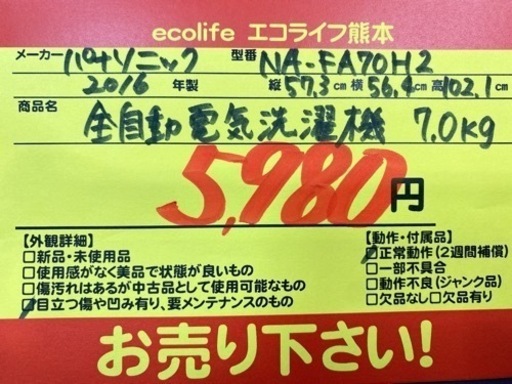 ecolife エコライフ熊本
メーカー パナソニック 型番 NA-FA70H2
2016年製 縦57.3cm 横56.4cm 高102.1cm
商品名 全自動電気洗濯機 7.0kg
5,980円
【外観詳細】
□新品・未使用品
□使用感がなく美品で状態が良いもの
□傷汚れはあるが中古品として使用可能なもの
□目立つ傷や凹み有り、要メンテナンスのもの
【動作・付属品】
□正常動作(2週間補償)
□一部不具合
□動作不良(ジャンク品)
□欠品なし□欠品有り
お売り下さい!